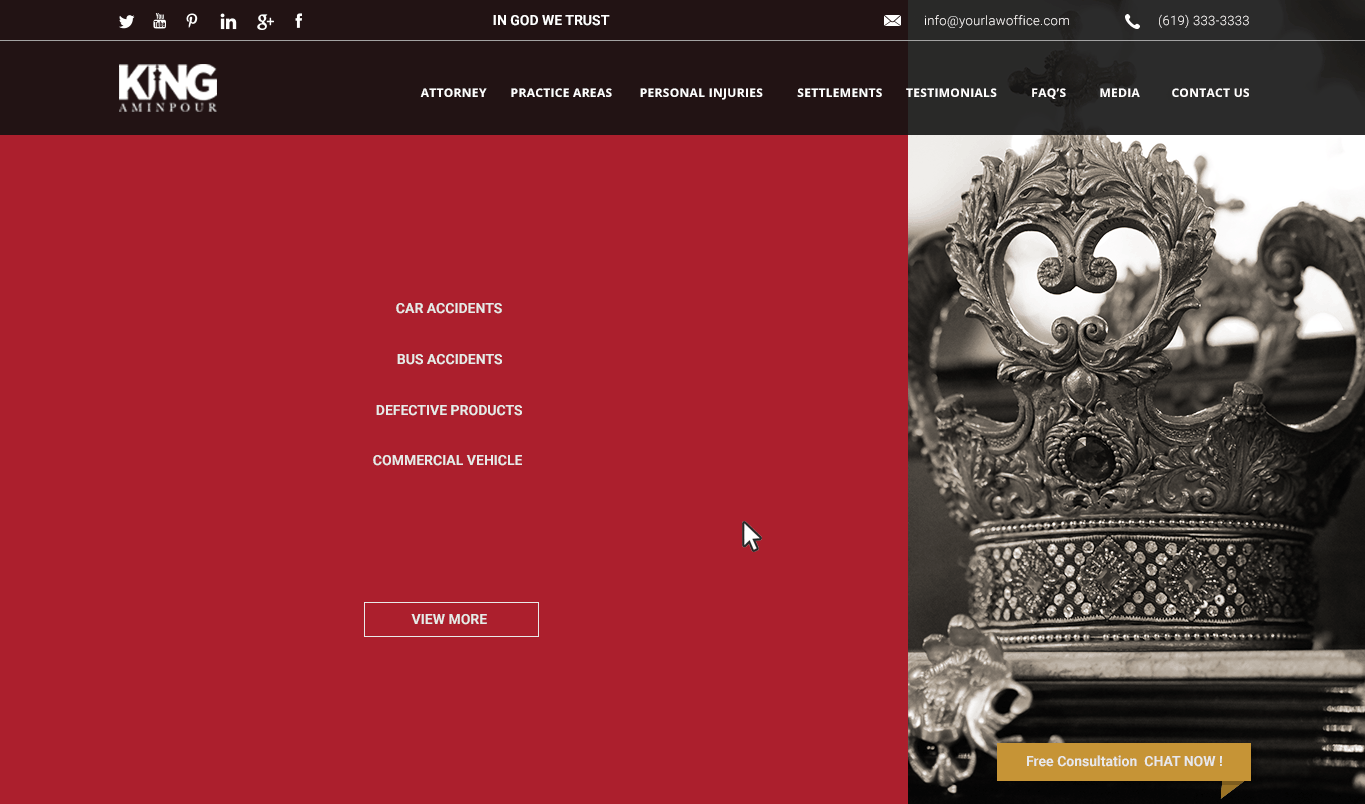 IN GOD WE TRUST
info@yourlawoffice.com
(619) 333-3333
KING
AMINPOUR
ATTORNEY
PRACTICE AREAS
PERSONAL INJURIES
SETTLEMENTS
TESTIMONIALS
FAQ'S
MEDIA
CONTACT US
CAR ACCIDENTS
BUS ACCIDENTS
DEFECTIVE PRODUCTS
COMMERCIAL VEHICLE
VIEW MORE
Free Consultation CHAT NOW !